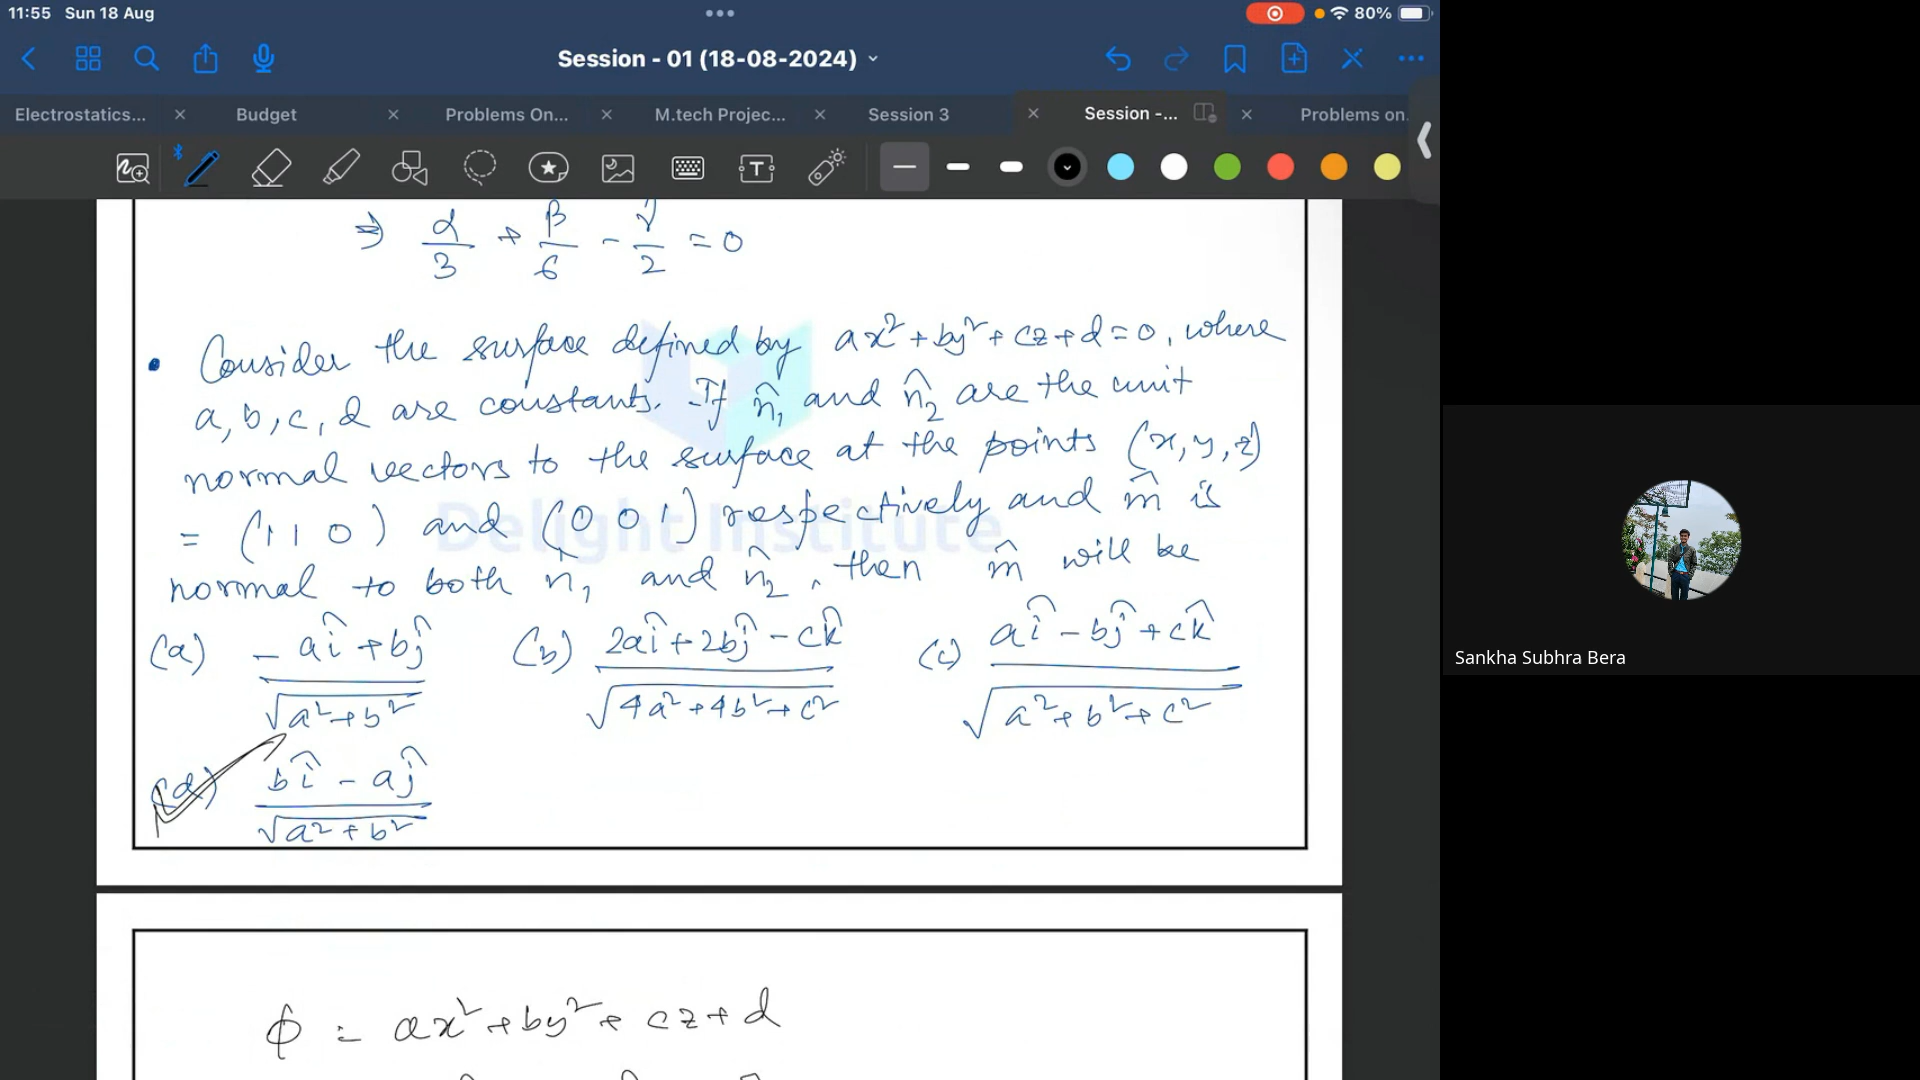 11:55 Sun 18 Aug
80%
Session - 01 (18-08-2024)
Electrostatics... Budget Problems On... M.tech Projec... Session 3 Session -... Problems on.
⇒ α/3 + β/6 - γ/2 = 0
• Consider the surface defined by ax² + by² + cz + d = 0, where
a, b, c, d are constants. If n̂₁ and n̂₂ are the unit
normal vectors to the surface at the points (x, y, z)
= (1 1 0) and (0 0 1) respectively and m̂ is
normal to both n̂₁ and n̂₂, then m̂ will be
(a) (-aî + bĵ)/√(a² + b²) (b) (2aî + 2bĵ - ck̂)/√(4a² + 4b² + c²) (c) (aî - bĵ + ck̂)/√(a² + b² + c²)
(d) (bî - aĵ)/√(a² + b²)
Delight Institute
ϕ = ax² + by² + cz + d
Sankha Subhra Bera